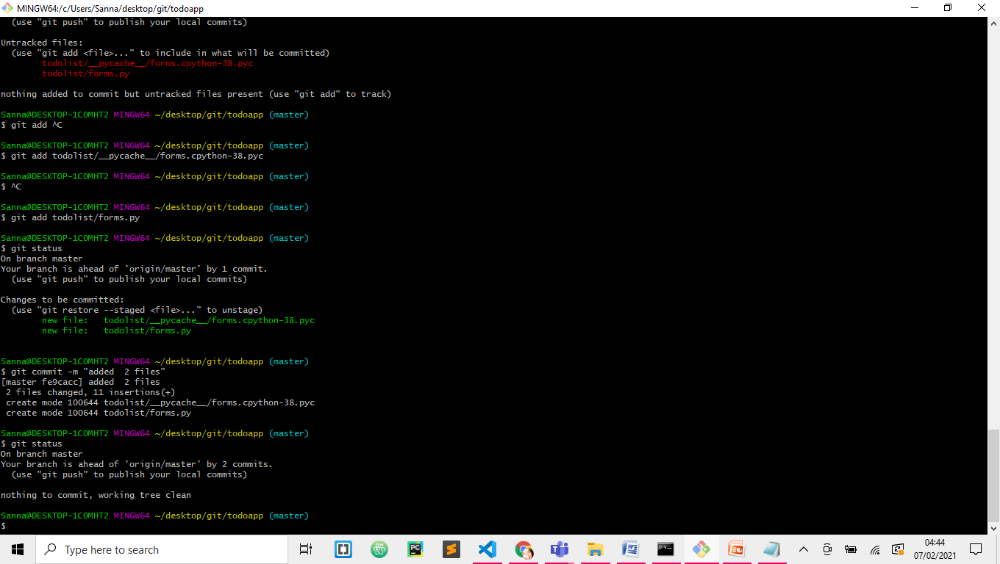 MINGW64:/c/Users/Sanna/desktop/git/todoapp
(use "git push" to publish your local commits)
Untracked files:
(use "git add <file>..." to include in what will be committed)
todolist/__pycache__/forms.cpython-38.pyc
todolist/forms.py
nothing added to commit but untracked files present (use "git add" to track)
Sanna@DESKTOP-1COMHT2 MINGW64 ~/desktop/git/todoapp (master)
$ git add ^C
Sanna@DESKTOP-1COMHT2 MINGW64 ~/desktop/git/todoapp (master)
$ git add todolist/__pycache__/forms.cpython-38.pyc
Sanna@DESKTOP-1COMHT2 MINGW64 ~/desktop/git/todoapp (master)
$ ^C
Sanna@DESKTOP-1COMHT2 MINGW64 ~/desktop/git/todoapp (master)
$ git add todolist/forms.py
Sanna@DESKTOP-1COMHT2 MINGW64 ~/desktop/git/todoapp (master)
$ git status
On branch master
Your branch is ahead of 'origin/master' by 1 commit.
(use "git push" to publish your local commits)
Changes to be committed:
(use "git restore --staged <file>..." to unstage)
new file:   todolist/__pycache__/forms.cpython-38.pyc
new file:   todolist/forms.py
Sanna@DESKTOP-1COMHT2 MINGW64 ~/desktop/git/todoapp (master)
$ git commit -m "added  2 files"
[master fe9cacc] added  2 files
2 files changed, 11 insertions(+)
create mode 100644 todolist/__pycache__/forms.cpython-38.pyc
create mode 100644 todolist/forms.py
Sanna@DESKTOP-1COMHT2 MINGW64 ~/desktop/git/todoapp (master)
$ git status
On branch master
Your branch is ahead of 'origin/master' by 2 commits.
(use "git push" to publish your local commits)
nothing to commit, working tree clean
Sanna@DESKTOP-1COMHT2 MINGW64 ~/desktop/git/todoapp (master)
$
Type here to search
04:44
07/02/2021